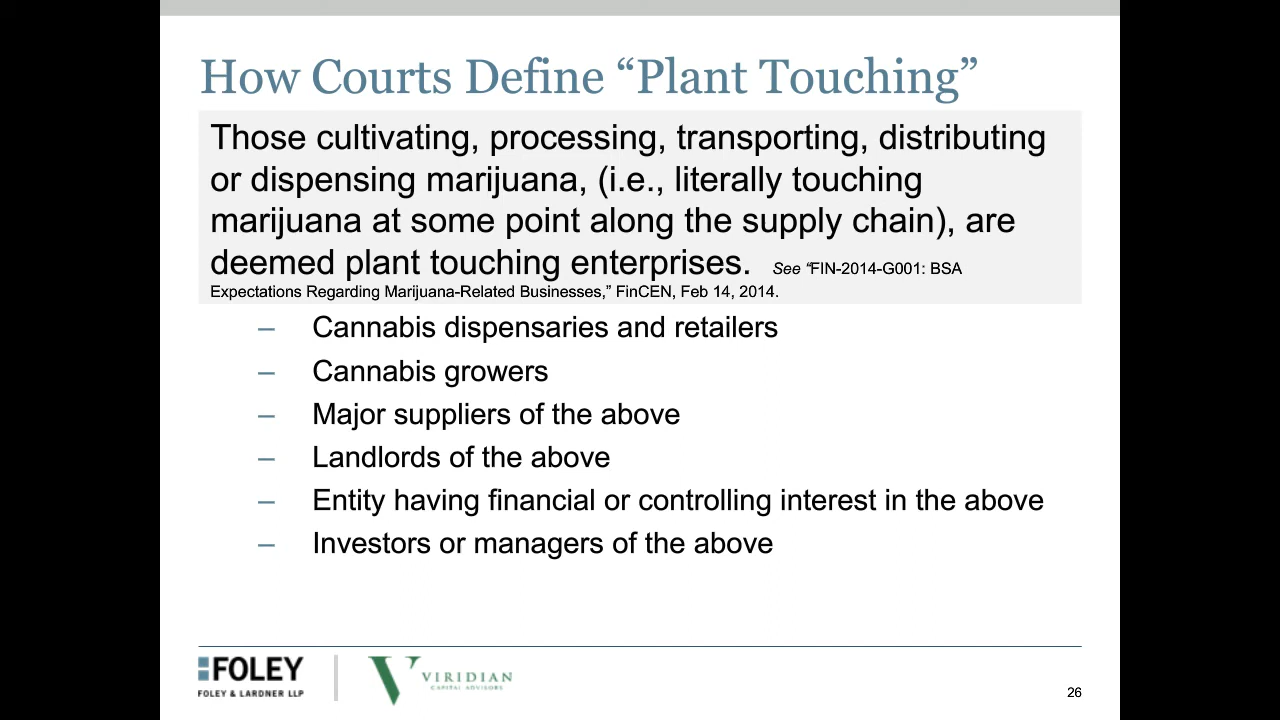 How Courts Define “Plant Touching”
Those cultivating, processing, transporting, distributing
or dispensing marijuana, (i.e., literally touching
marijuana at some point along the supply chain), are
deemed plant touching enterprises. See “FIN-2014-G001: BSA
Expectations Regarding Marijuana-Related Businesses,” FinCEN, Feb 14, 2014.
– Cannabis dispensaries and retailers
– Cannabis growers
– Major suppliers of the above
– Landlords of the above
– Entity having financial or controlling interest in the above
– Investors or managers of the above
FOLEY
FOLEY & LARDNER LLP
VIRIDIAN
CAPITAL ADVISORS
26